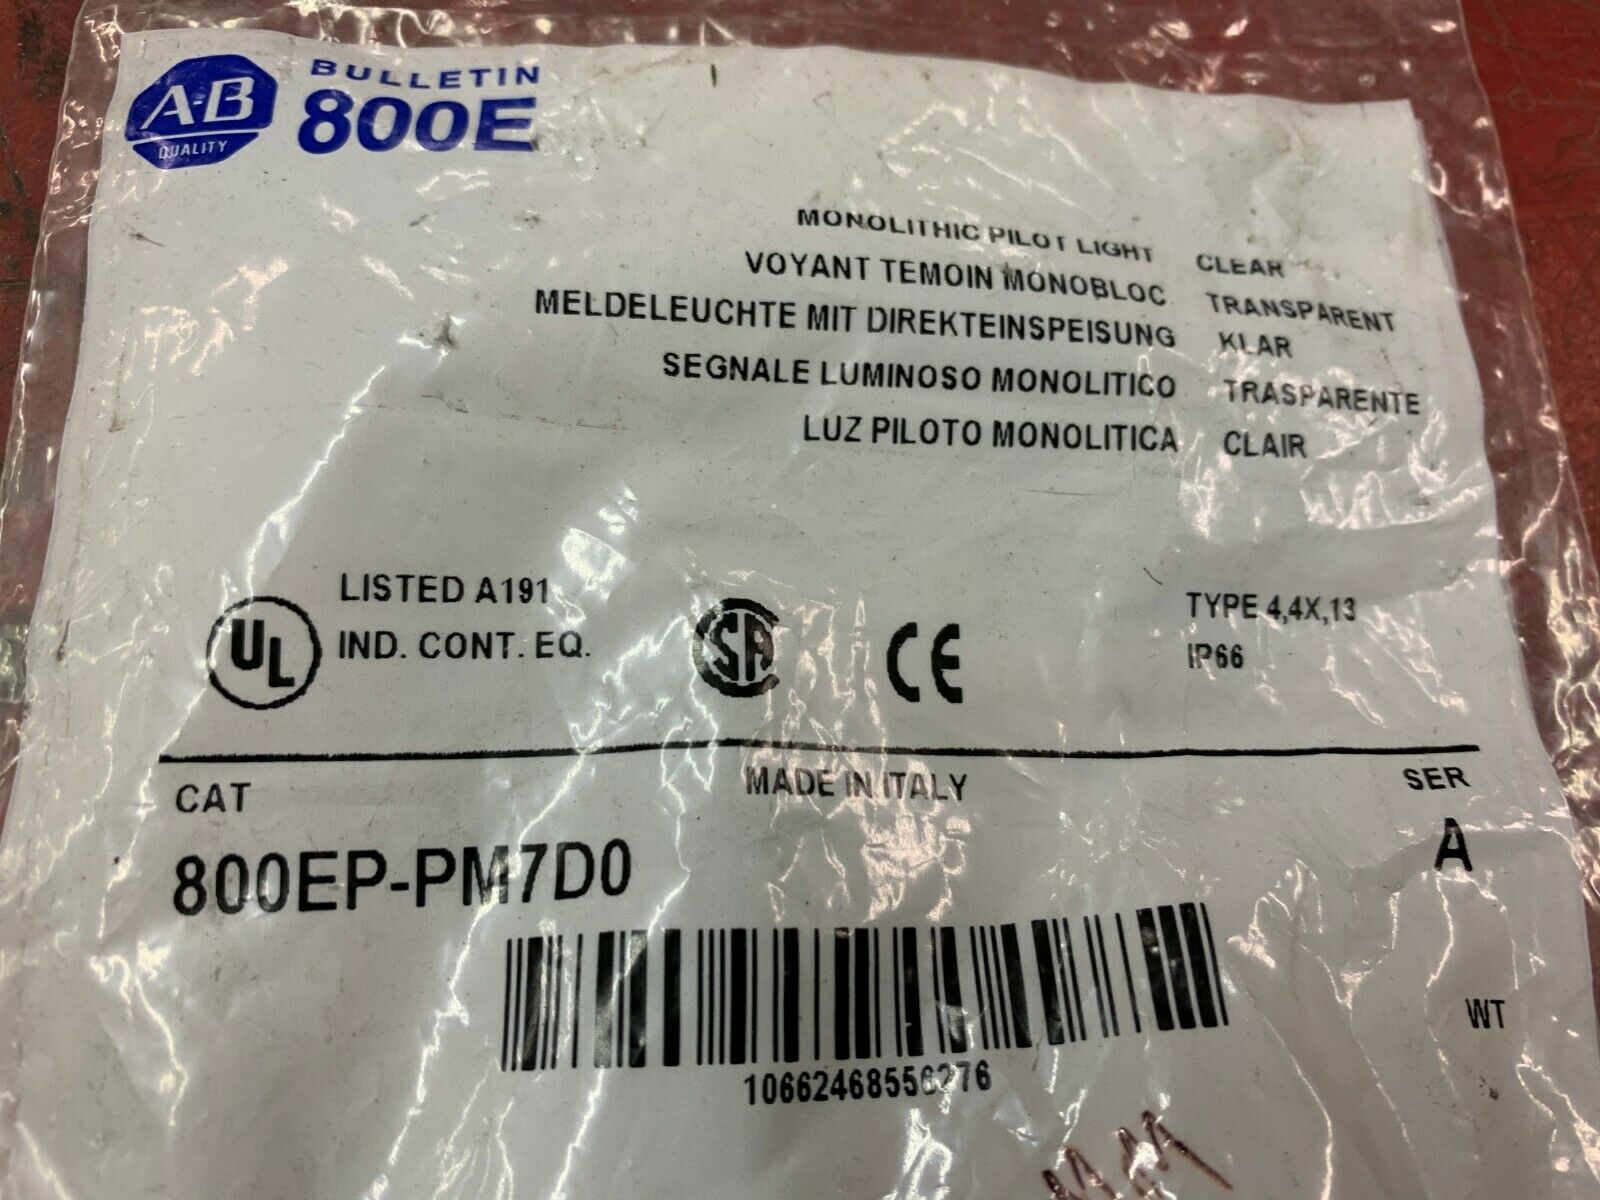 A-B
QUALITY
BULLETIN
800E
MONOLITHIC PILOT LIGHT CLEAR
VOYANT TEMOIN MONOBLOC TRANSPARENT
MELDELEUCHTE MIT DIREKTEINSPEISUNG KLAR
SEGNALE LUMINOSO MONOLITICO TRASPARENTE
LUZ PILOTO MONOLITICA CLAIR
UL
LISTED A191
IND. CONT. EQ.
SA
CE
TYPE 4,4X,13
IP66
CAT
MADE IN ITALY
SER
800EP-PM7D0
A
WT
10662468556276